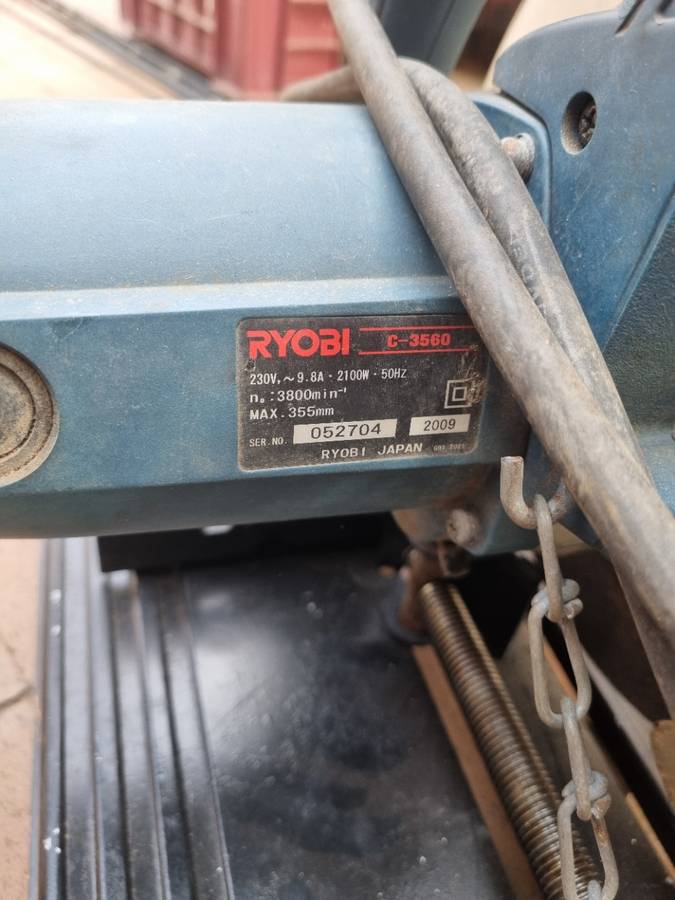 RYOBI C-3560
230V,～9.8A・2100W・50HZ
n₀:3800min⁻¹
MAX.355mm
SER.NO. 052704 2009
RYOBI JAPAN